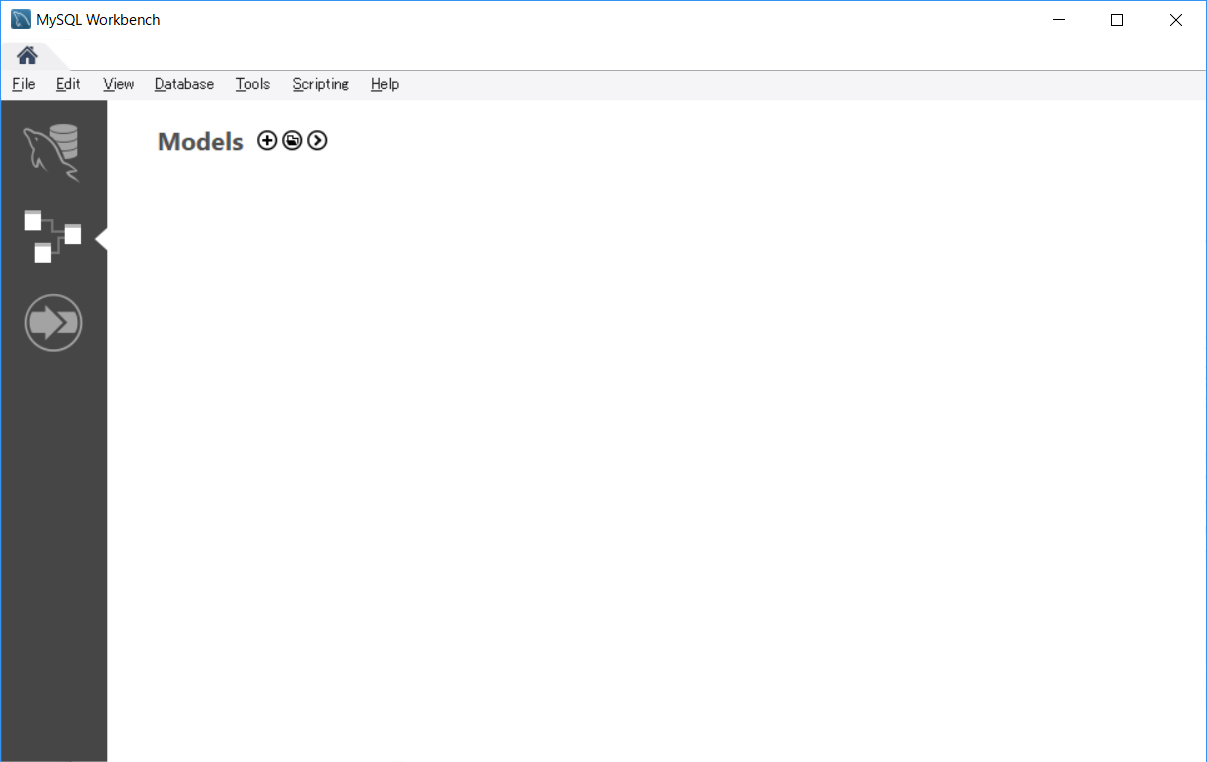 MySQL Workbench
File Edit View Database Tools Scripting Help
Models